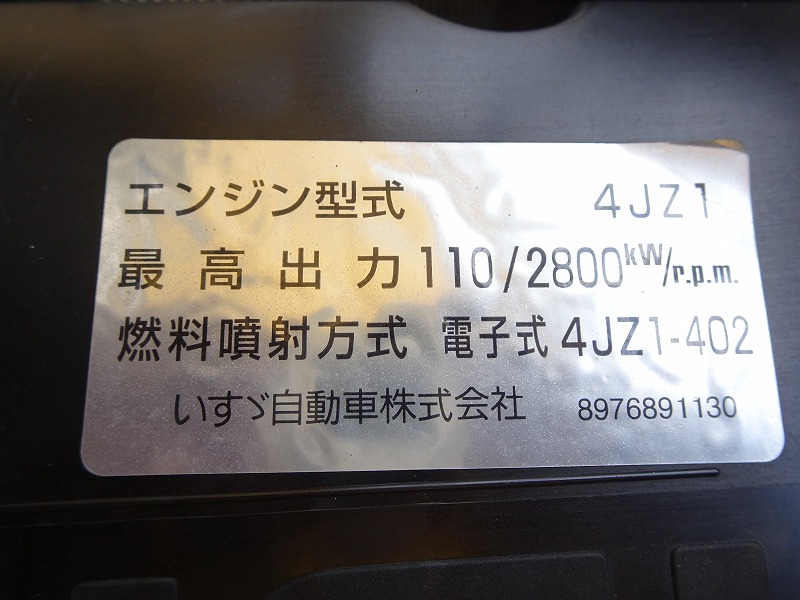 エンジン型式 4JZ1
最高出力 110/2800kW/r.p.m.
燃料噴射方式 電子式 4JZ1-402
いすゞ自動車株式会社 8976891130